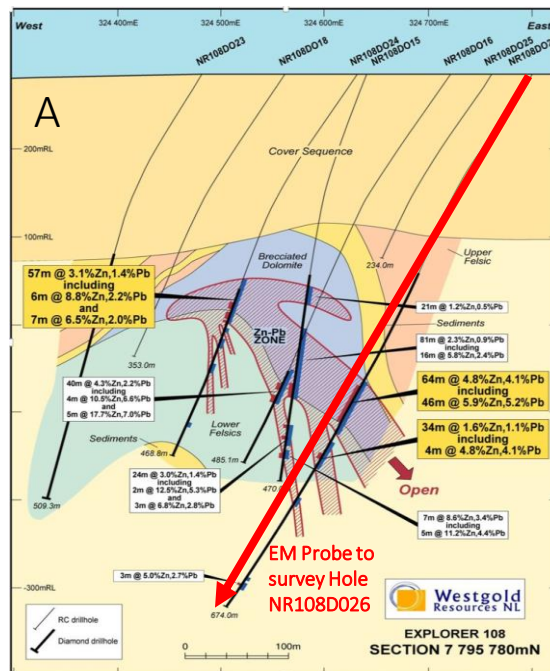 West
324 400mE
324 500mE
324 600mE
324 700mE
East
NR108DO23
NR108DO18
NR108DO24
NR108DO15
NR108DO16
NR108DO25
A
200mRL
Cover Sequence
100mRL
234.0m
Upper
Felsic
Brecciated
Dolomite
57m @ 3.1%Zn,1.4%Pb
including
6m @ 8.8%Zn,2.2%Pb
and
7m @ 6.5%Zn,2.0%Pb
21m @ 1.2%Zn,0.5%Pb
Sediments
Zn-Pb
ZONE
81m @ 2.3%Zn,0.9%Pb
including
16m @ 5.8%Zn,2.4%Pb
353.0m
40m @ 4.3%Zn,2.2%Pb
including
4m @ 10.5%Zn,6.6%Pb
and
5m @ 17.7%Zn,7.0%Pb
64m @ 4.8%Zn,4.1%Pb
including
46m @ 5.9%Zn,5.2%Pb
Lower
Felsics
34m @ 1.6%Zn,1.1%Pb
including
4m @ 4.8%Zn,4.1%Pb
Sediments
468.8m
485.1m
24m @ 3.0%Zn,1.4%Pb
including
2m @ 12.5%Zn,5.3%Pb
and
3m @ 6.8%Zn,2.8%Pb
Open
509.3m
7m @ 8.6%Zn,3.4%Pb
including
5m @ 11.2%Zn,4.4%Pb
EM Probe to
survey Hole
NR108D026
3m @ 5.0%Zn,2.7%Pb
-300mRL
674.0m
RC drillhole
Diamond drillhole
0
100m
Westgold
Resources NL
EXPLORER 108
SECTION 7 795 780mN